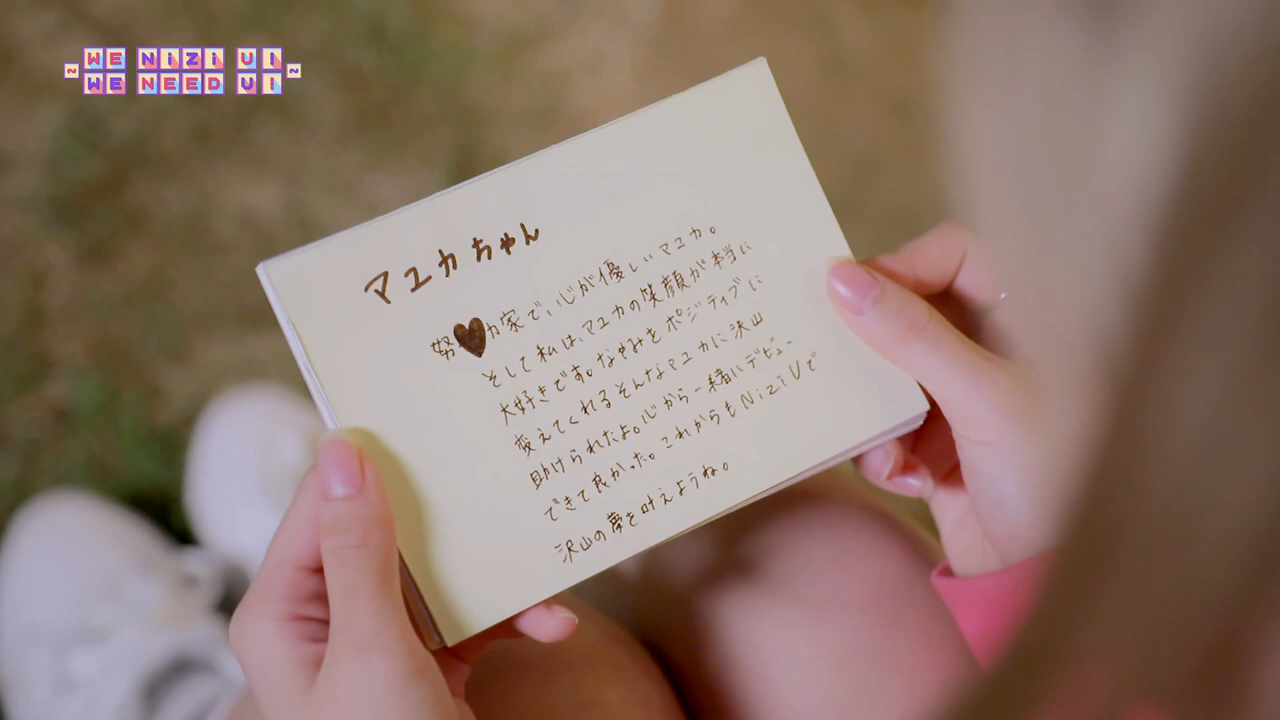 WE NiZi U!
WE NEED U!
マユカちゃん
努♥力家で、心が優しいマユカ。
そして私は、マユカの笑顔が本当に
大好きです。なやみをポジティブに
変えてくれるそんなマユカに沢山
助けられたよ。心から一緒にデビュー
できて良かった。これからもNiziUで
沢山の夢を叶えようね。